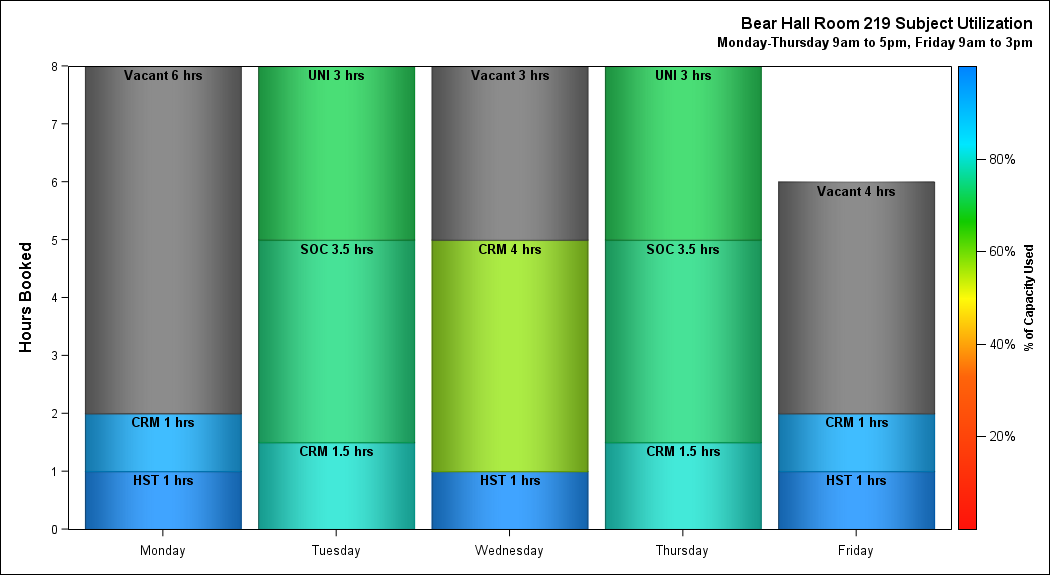 Bear Hall Room 219 Subject Utilization
Monday-Thursday 9am to 5pm, Friday 9am to 3pm
Hours Booked
8
7
6
5
4
3
2
1
0
Vacant 6 hrs
CRM 1 hrs
HST 1 hrs
UNI 3 hrs
SOC 3.5 hrs
CRM 1.5 hrs
Vacant 3 hrs
CRM 4 hrs
HST 1 hrs
UNI 3 hrs
SOC 3.5 hrs
CRM 1.5 hrs
Vacant 4 hrs
CRM 1 hrs
HST 1 hrs
Monday
Tuesday
Wednesday
Thursday
Friday
80%
60%
40%
20%
% of Capacity Used